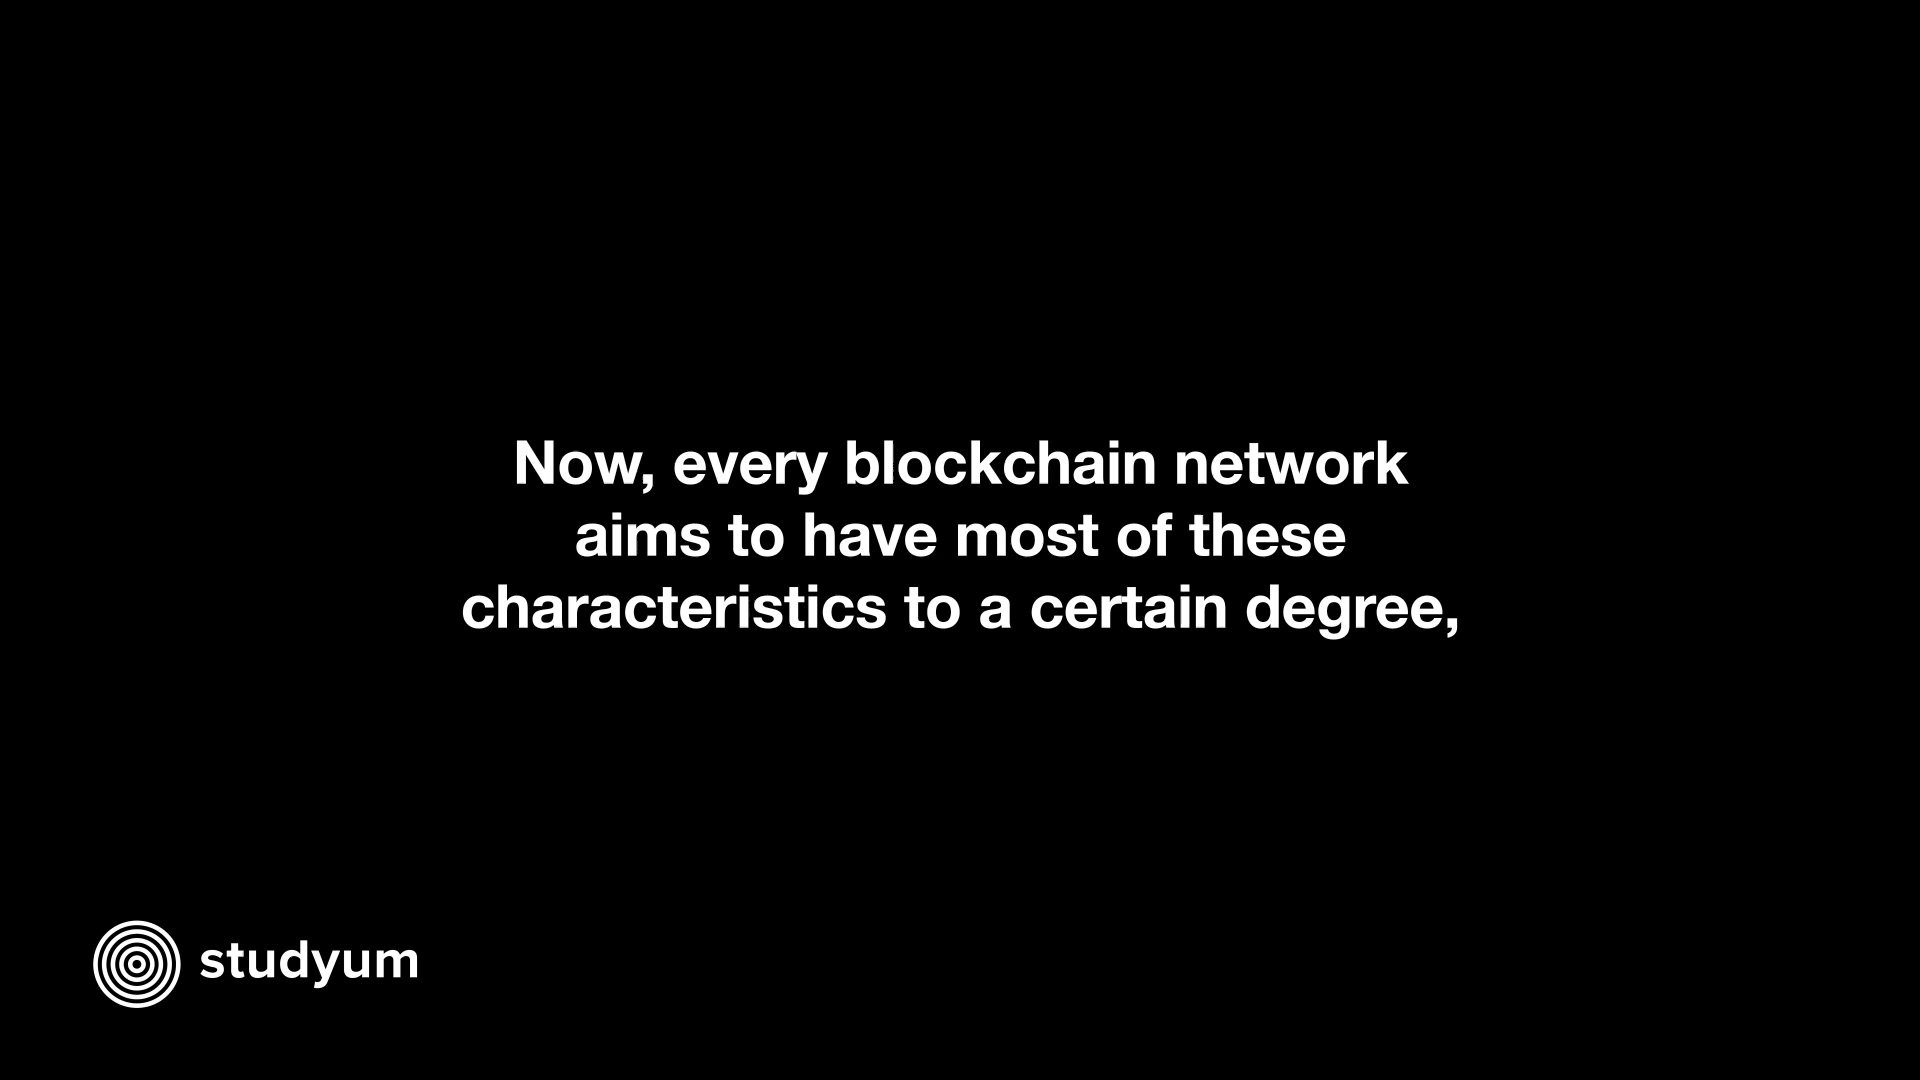 Now, every blockchain network
aims to have most of these
characteristics to a certain degree,
studyum